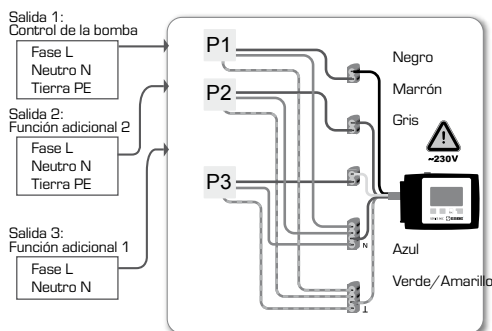 Salida 1:
Control de la bomba
Fase L
Neutro N
Tierra PE
Salida 2:
Función adicional 2
Fase L
Neutro N
Tierra PE
Salida 3:
Función adicional 1
Fase L
Neutro N
P1
P2
P3
Negro
Marrón
Gris
~230V
N
Azul
Verde/Amarillo